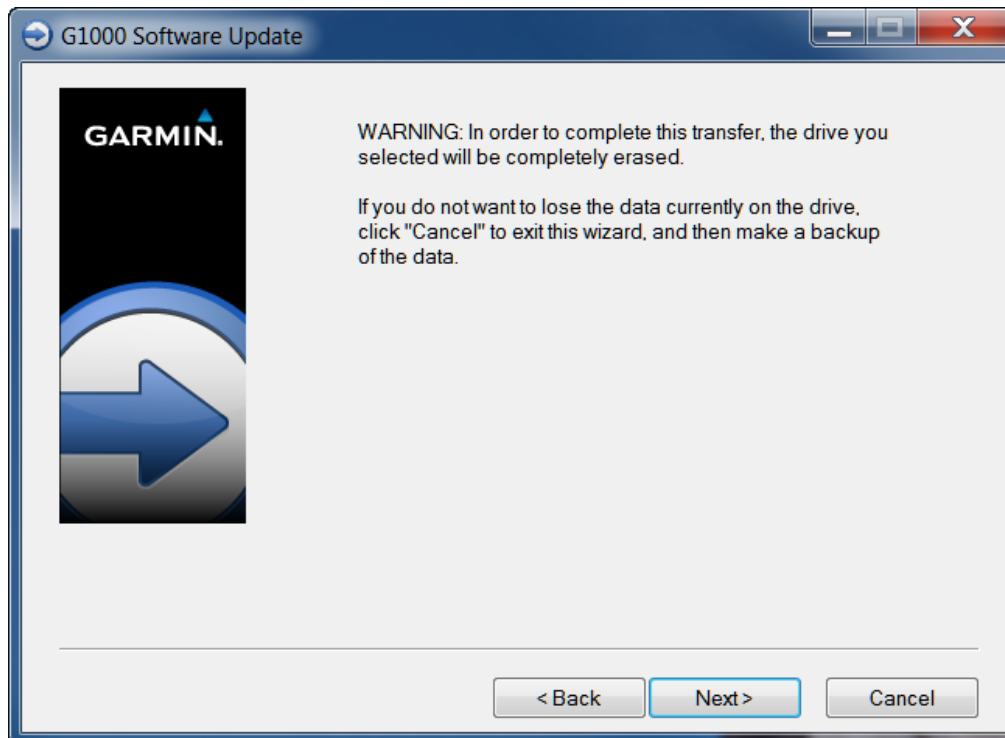 G1000 Software Update
GARMIN.
WARNING: In order to complete this transfer, the drive you
selected will be completely erased.
If you do not want to lose the data currently on the drive,
click "Cancel" to exit this wizard, and then make a backup
of the data.
< Back
Next >
Cancel